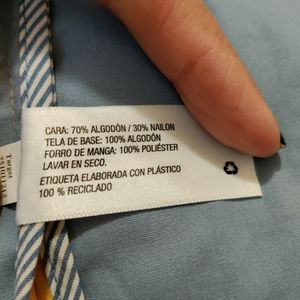 CARA: 70% ALGODÓN / 30% NAILON
TELA DE BASE: 100% ALGODÓN
FORRO DE MANGA: 100% POLIÉSTER
LAVAR EN SECO.
ETIQUETA ELABORADA CON PLÁSTICO
100 % RECICLADO